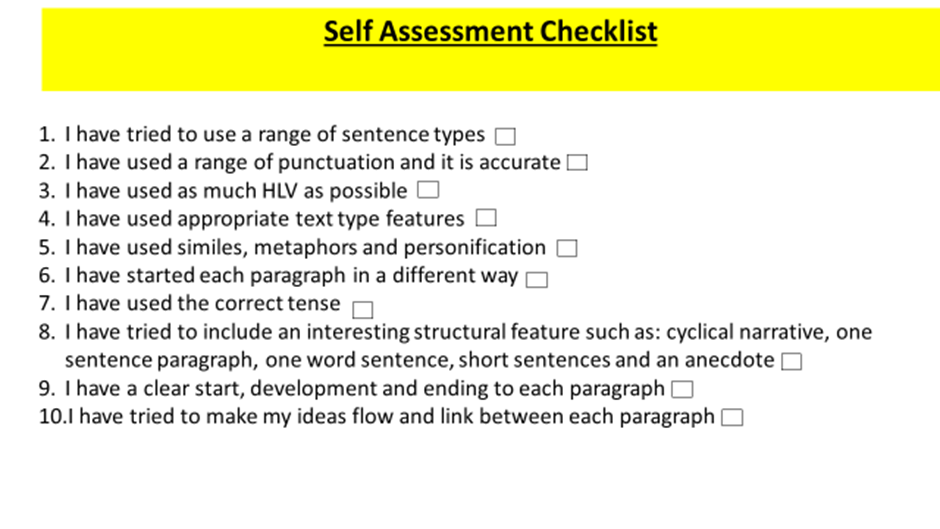 Self Assessment Checklist
1. I have tried to use a range of sentence types
2. I have used a range of punctuation and it is accurate
3. I have used as much HLV as possible
4. I have used appropriate text type features
5. I have used similes, metaphors and personification
6. I have started each paragraph in a different way
7. I have used the correct tense
8. I have tried to include an interesting structural feature such as: cyclical narrative, one
sentence paragraph, one word sentence, short sentences and an anecdote
9. I have a clear start, development and ending to each paragraph
10.I have tried to make my ideas flow and link between each paragraph